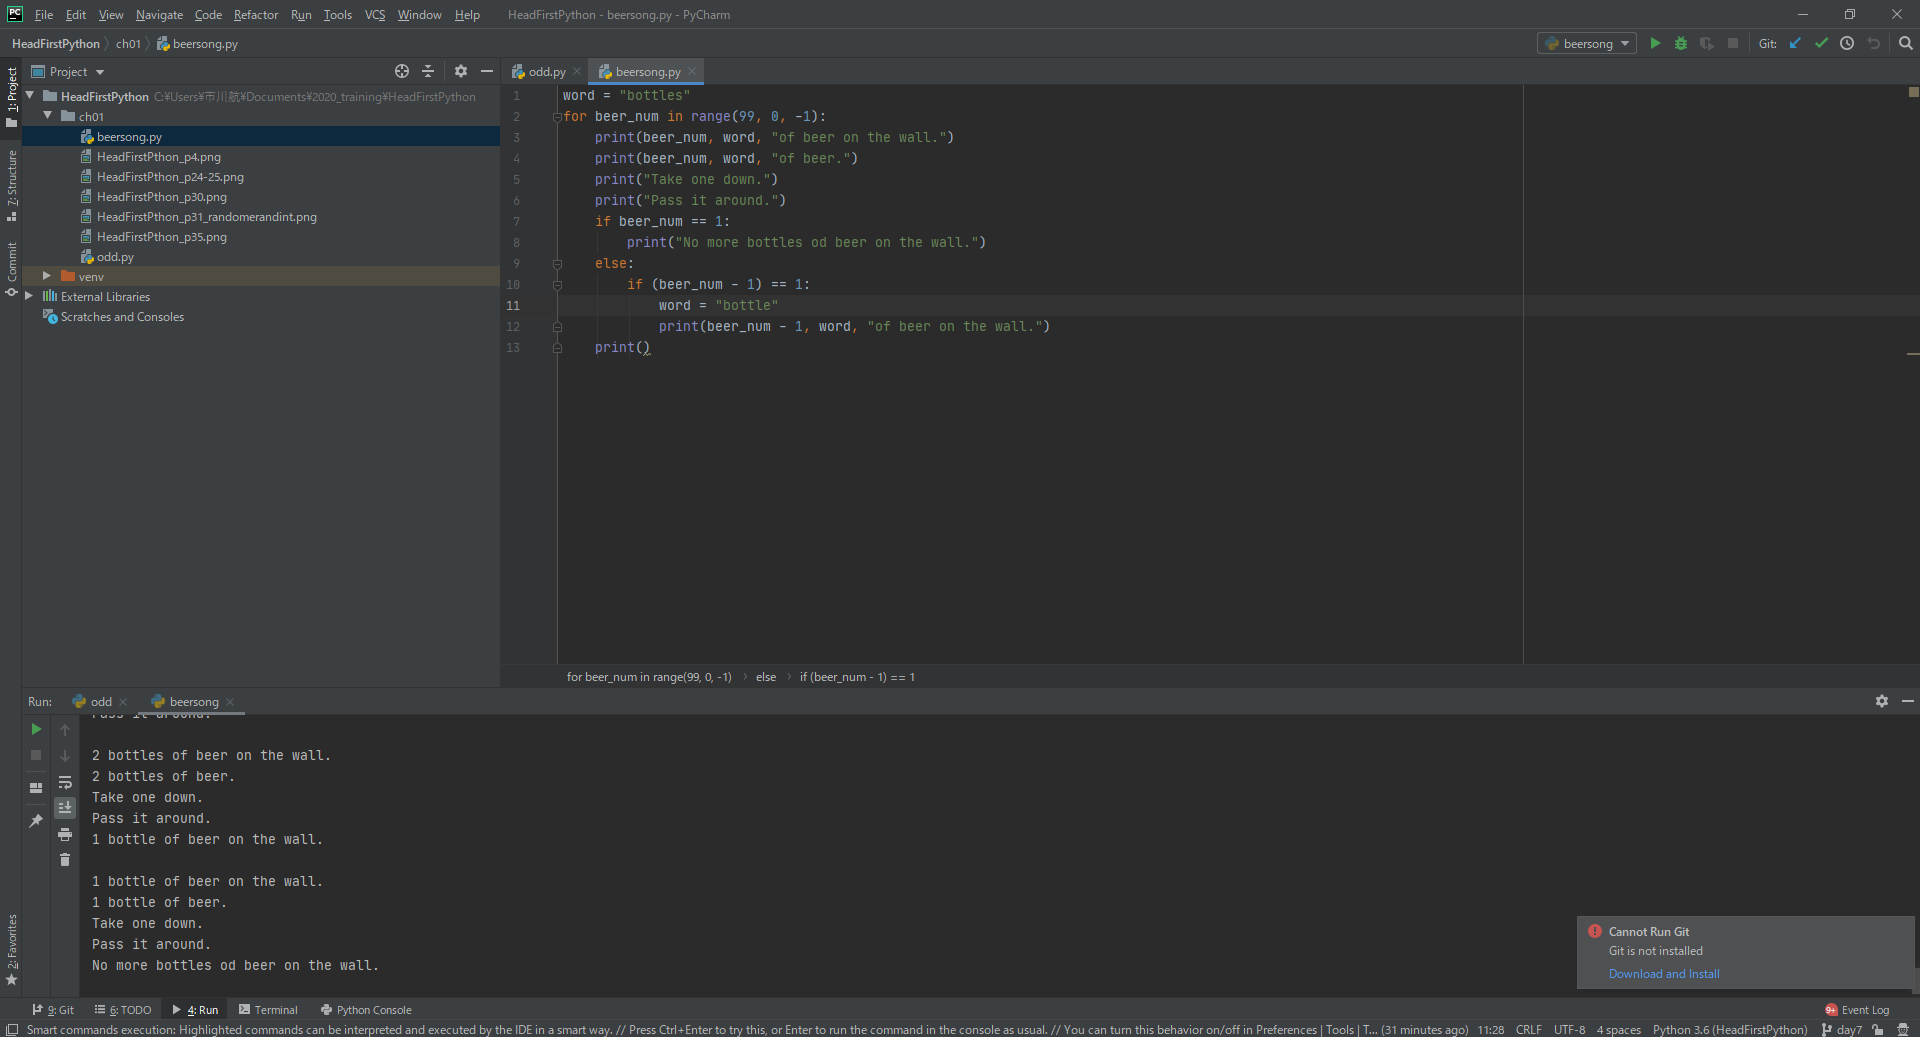 PC File Edit View Navigate Code Refactor Run Tools VCS Window Help HeadFirstPython - beersong.py - PyCharm
HeadFirstPython ch01 beersong.py beersong Git:
1: Project
7: Structure
Commit
2: Favorites
Project
HeadFirstPython C:¥Users¥市川航¥Documents¥2020_training¥HeadFirstPython
ch01
beersong.py
HeadFirstPthon_p4.png
HeadFirstPthon_p24-25.png
HeadFirstPthon_p30.png
HeadFirstPthon_p31_randomerandint.png
HeadFirstPthon_p35.png
odd.py
venv
External Libraries
Scratches and Consoles
odd.py beersong.py
1 word = "bottles"
2 for beer_num in range(99, 0, -1):
3 print(beer_num, word, "of beer on the wall.")
4 print(beer_num, word, "of beer.")
5 print("Take one down.")
6 print("Pass it around.")
7 if beer_num == 1:
8 print("No more bottles od beer on the wall.")
9 else:
10 if (beer_num - 1) == 1:
11 word = "bottle"
12 print(beer_num - 1, word, "of beer on the wall.")
13 print()
for beer_num in range(99, 0, -1) › else › if (beer_num - 1) == 1
Run: odd beersong
Pass it around.
2 bottles of beer on the wall.
2 bottles of beer.
Take one down.
Pass it around.
1 bottle of beer on the wall.
1 bottle of beer on the wall.
1 bottle of beer.
Take one down.
Pass it around.
No more bottles od beer on the wall.
Cannot Run Git
Git is not installed
Download and Install
9: Git 6: TODO 4: Run Terminal Python Console 9+ Event Log
Smart commands execution: Highlighted commands can be interpreted and executed by the IDE in a smart way. // Press Ctrl+Enter to try this, or Enter to run the command in the console as usual. // You can turn this behavior on/off in Preferences | Tools | T... (31 minutes ago) 11:28 CRLF UTF-8 4 spaces Python 3.6 (HeadFirstPython) day7